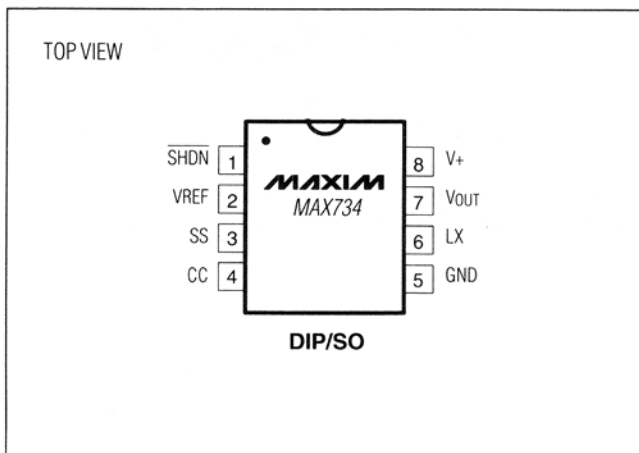 TOP VIEW
SHDN 1
VREF 2
SS 3
CC 4
MAXIM
MAX734
8 V+
7 VOUT
6 LX
5 GND
DIP/SO